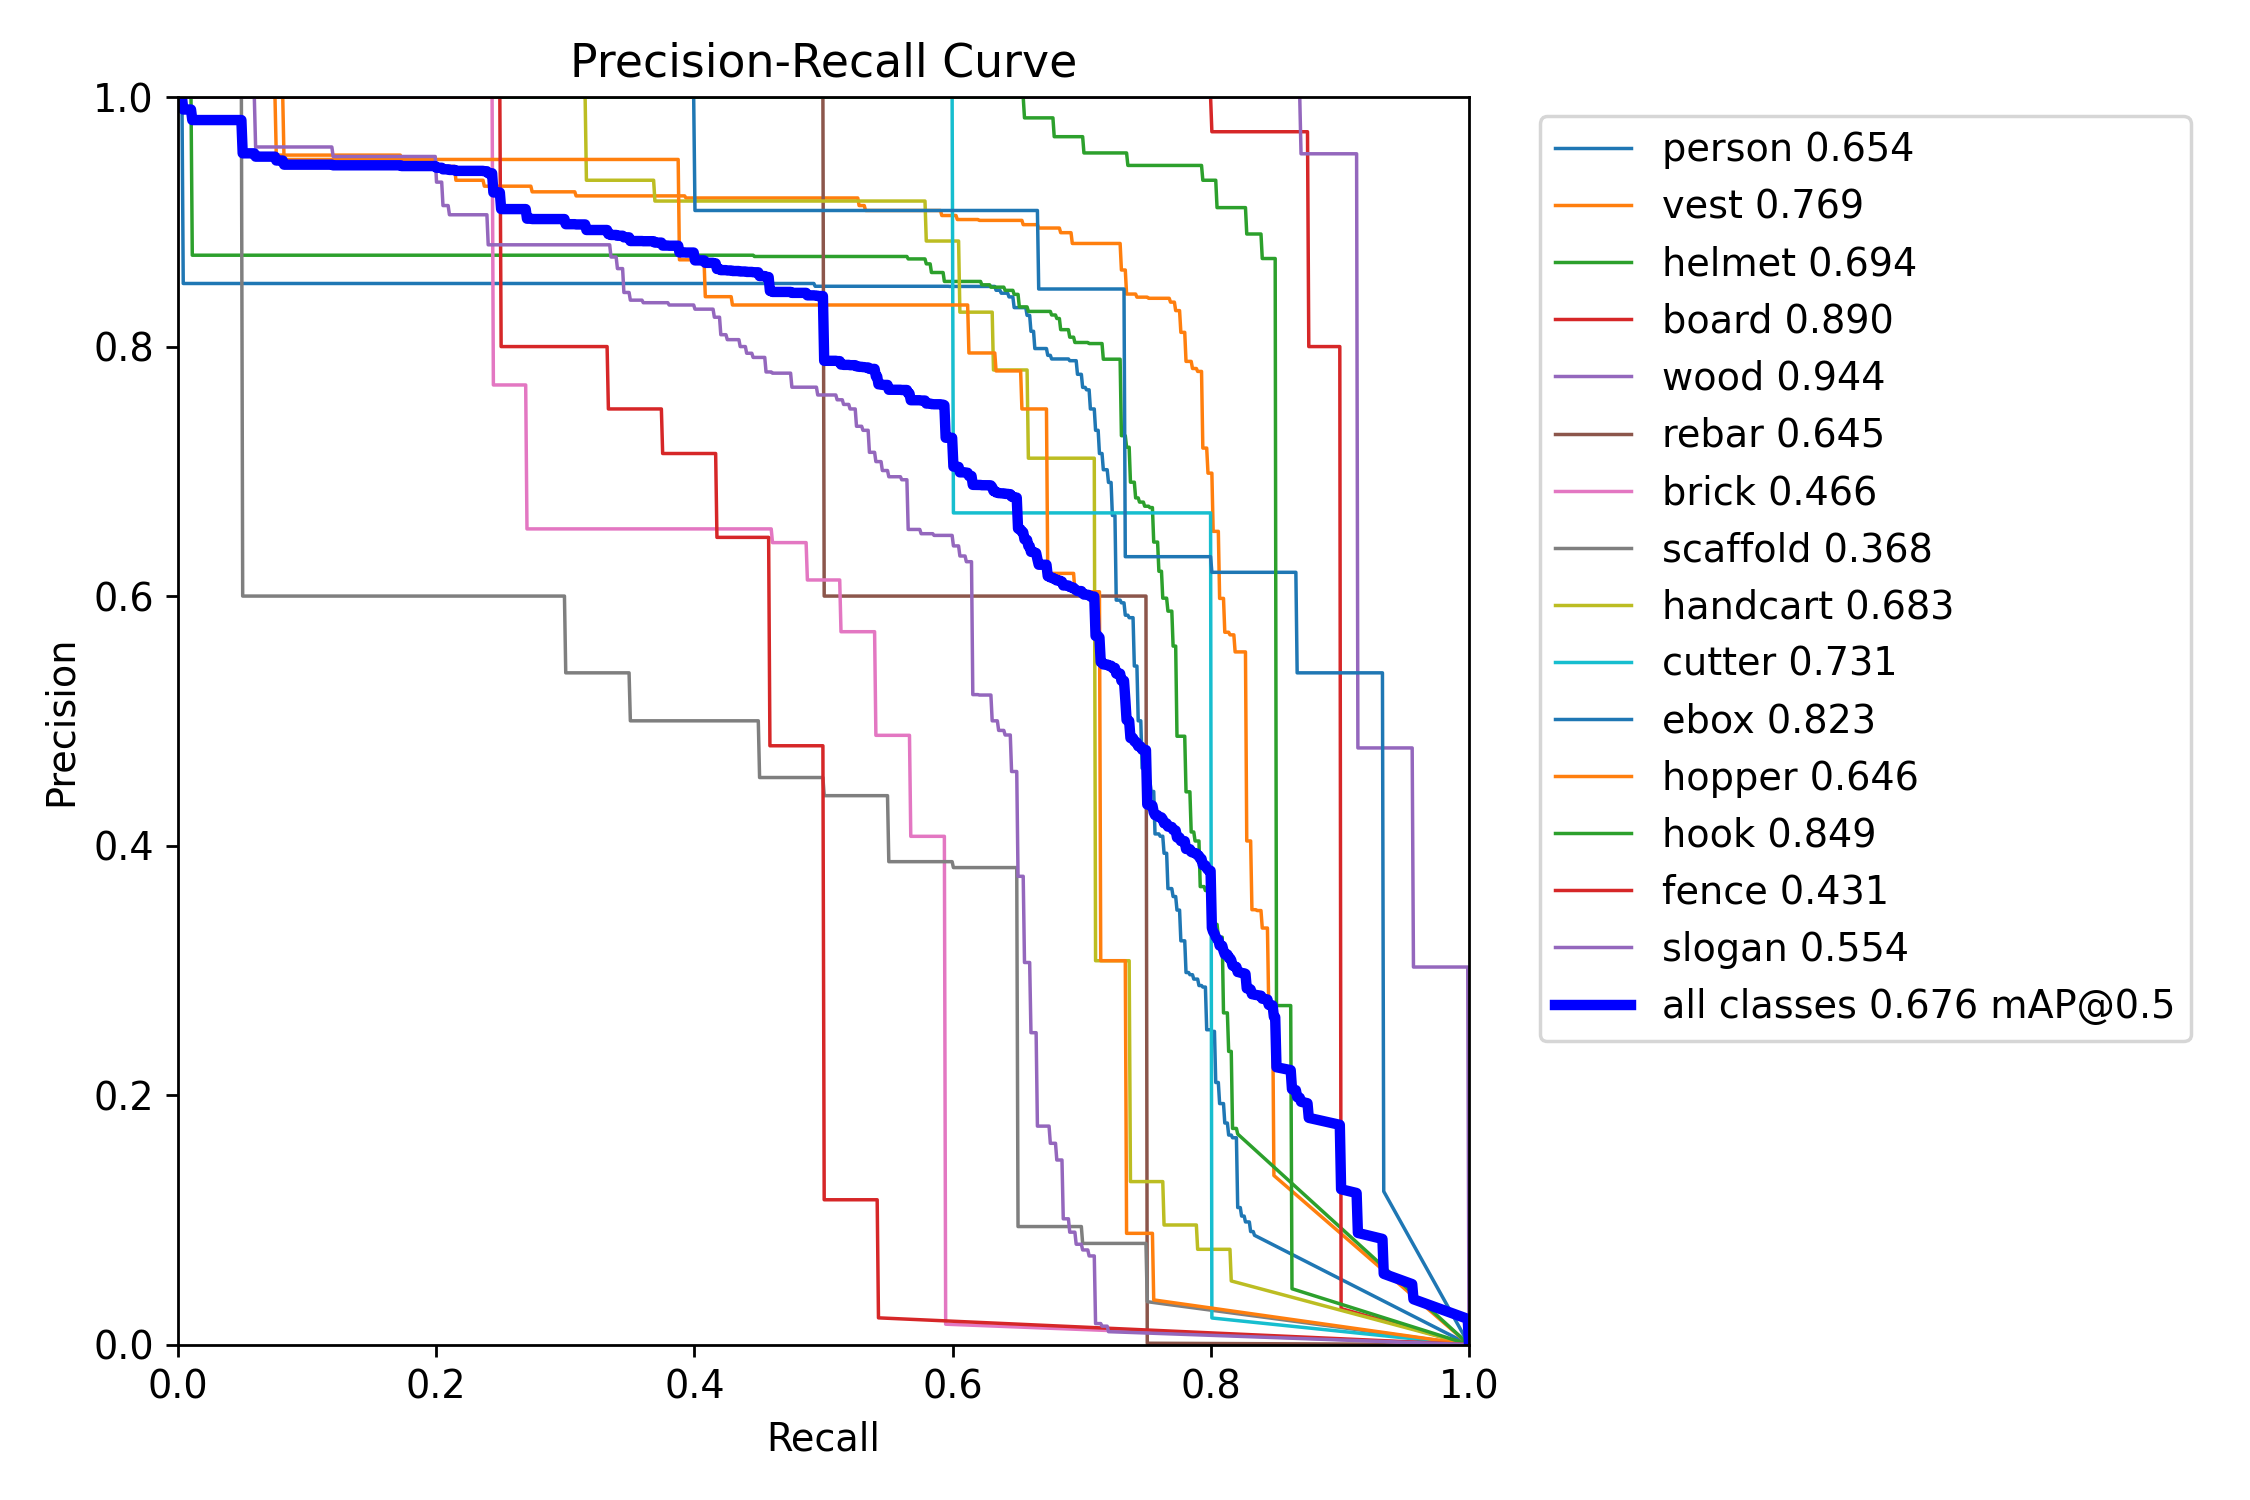 Precision-Recall Curve
1.0
0.8
0.6
0.4
0.2
0.0
Precision
0.0 0.2 0.4 0.6 0.8 1.0
Recall
person 0.654
vest 0.769
helmet 0.694
board 0.890
wood 0.944
rebar 0.645
brick 0.466
scaffold 0.368
handcart 0.683
cutter 0.731
ebox 0.823
hopper 0.646
hook 0.849
fence 0.431
slogan 0.554
all classes 0.676 mAP@0.5